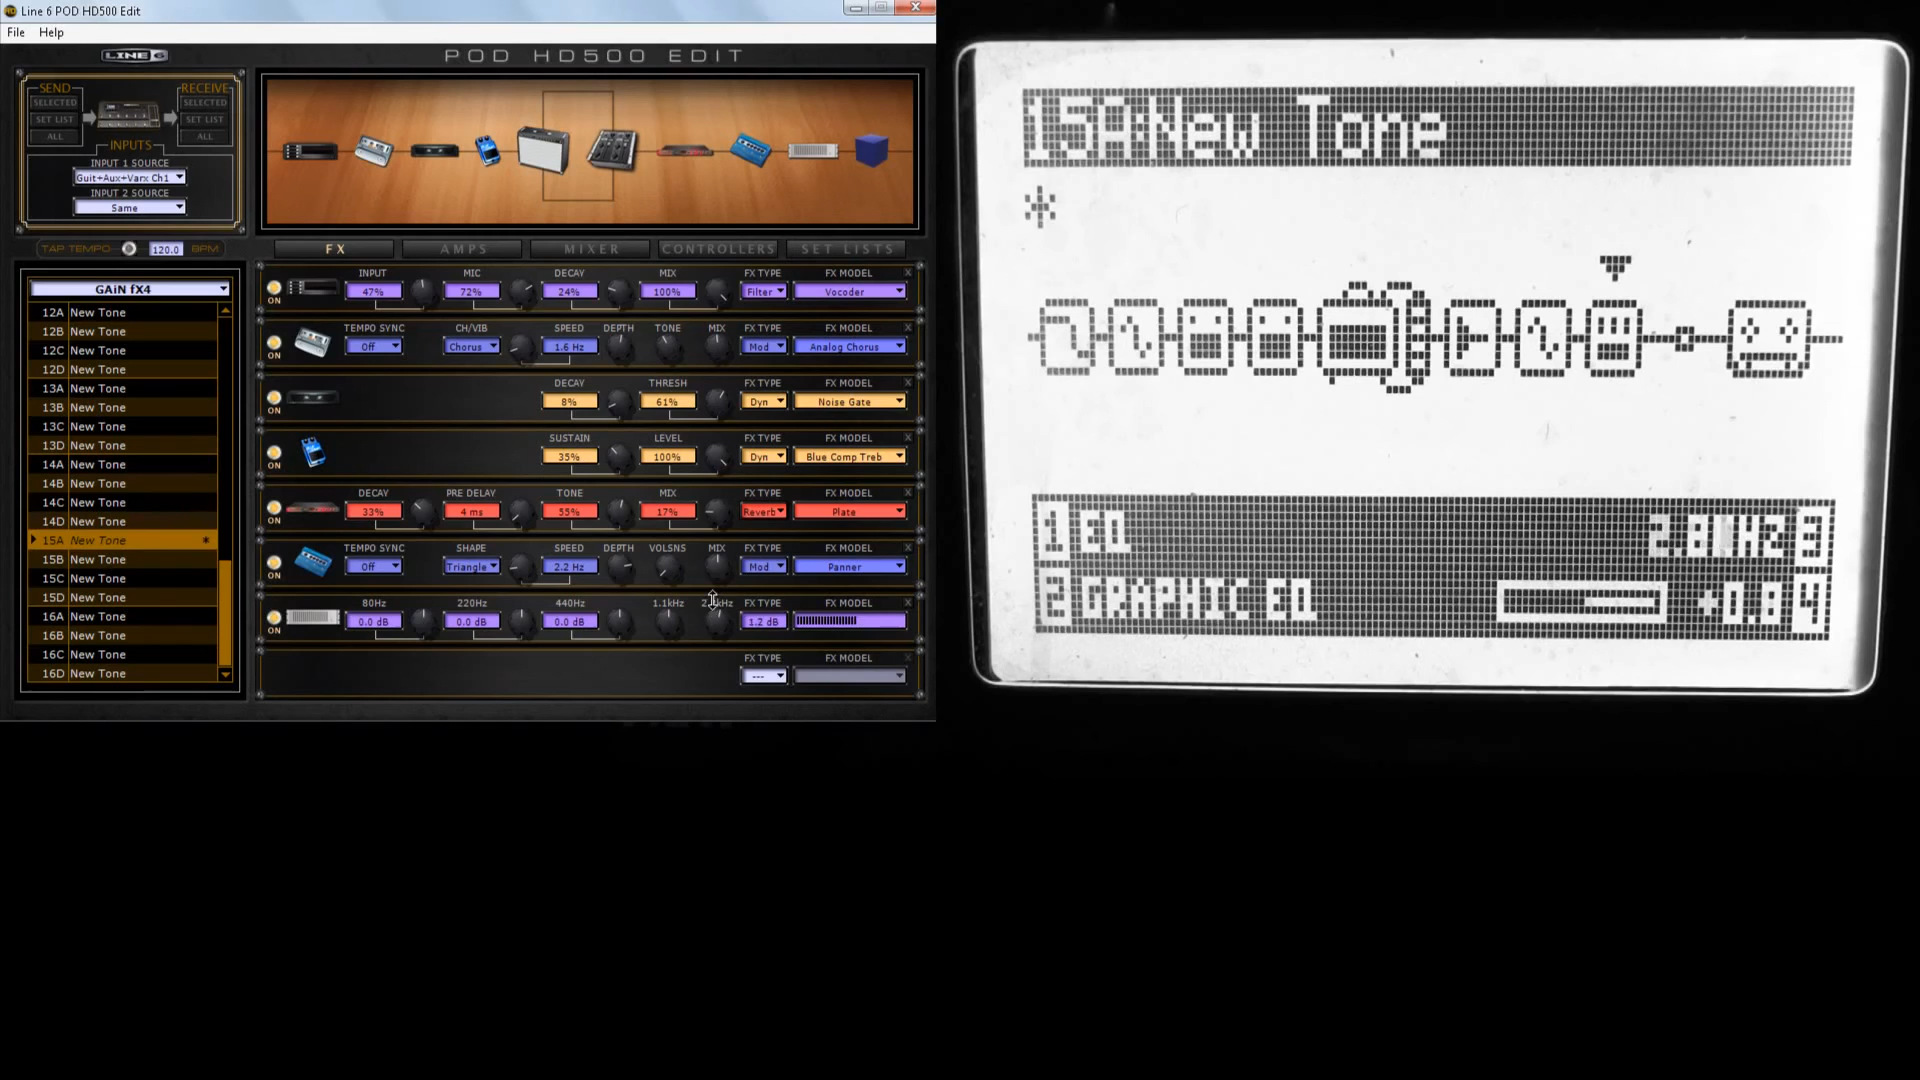 Line 6 POD HD500 Edit
File Help
LINE 6
POD HD500 EDIT
SEND RECEIVE
SELECTED SELECTED
SET LIST SET LIST
ALL ALL
INPUTS
INPUT 1 SOURCE
Guit+Aux+Varx Ch1
INPUT 2 SOURCE
Same
TAP TEMPO 120.0 BPM
FX AMPS MIXER CONTROLLERS SET LISTS
GAiN fX4
12A New Tone
12B New Tone
12C New Tone
12D New Tone
13A New Tone
13B New Tone
13C New Tone
13D New Tone
14A New Tone
14B New Tone
14C New Tone
14D New Tone
15A New Tone *
15B New Tone
15C New Tone
15D New Tone
16A New Tone
16B New Tone
16C New Tone
16D New Tone
INPUT MIC DECAY MIX FX TYPE FX MODEL X
ON 47% 72% 24% 100% Filter Vocoder
TEMPO SYNC CH/VIB SPEED DEPTH TONE MIX FX TYPE FX MODEL X
ON Off Chorus 1.6 Hz Mod Analog Chorus
DECAY THRESH FX TYPE FX MODEL X
ON 8% 61% Dyn Noise Gate
SUSTAIN LEVEL FX TYPE FX MODEL X
ON 35% 100% Dyn Blue Comp Treb
DECAY PRE DELAY TONE MIX FX TYPE FX MODEL X
ON 33% 4 ms 55% 17% Reverb Plate
TEMPO SYNC SHAPE SPEED DEPTH VOLSNS MIX FX TYPE FX MODEL X
ON Off Triangle 2.2 Hz Mod Panner
80Hz 220Hz 440Hz 1.1kHz FX TYPE FX MODEL X
ON 0.0 dB 0.0 dB 0.0 dB 1.2 dB
FX TYPE FX MODEL
---
15A:New Tone
*
1 EQ HZ 3
2 GRAPHIC EQ +0.8 4